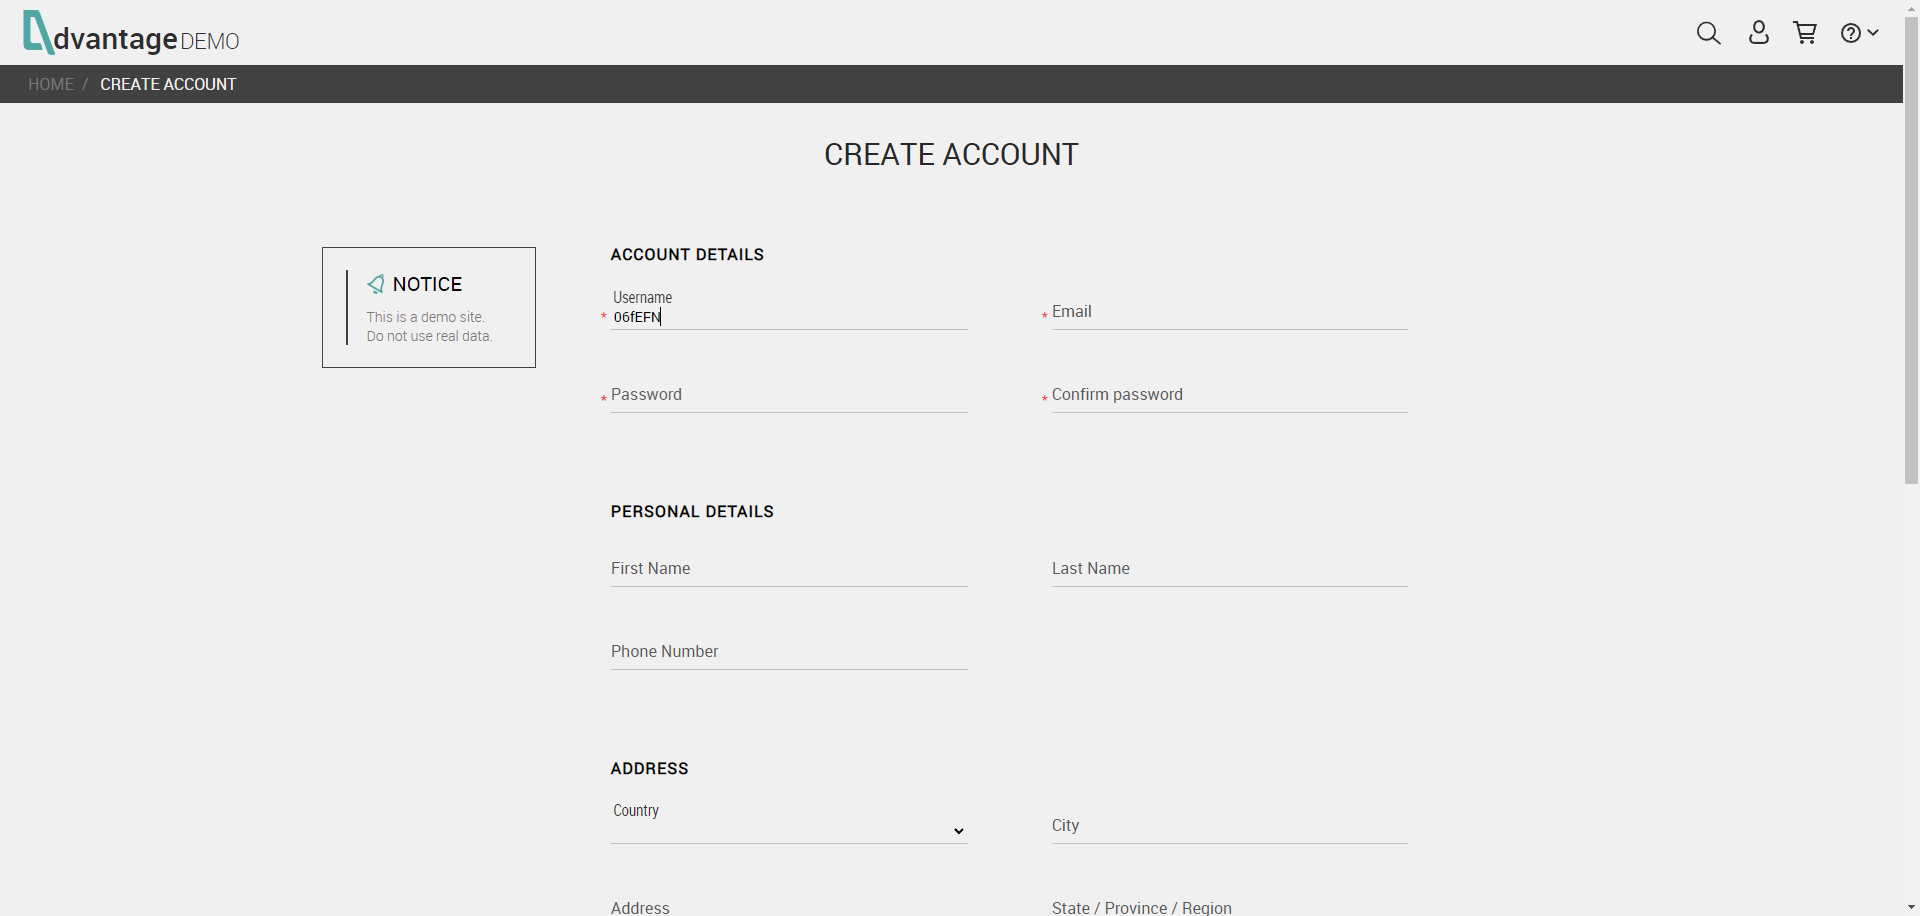 dvantage DEMO
HOME / CREATE ACCOUNT
CREATE ACCOUNT
NOTICE
This is a demo site.
Do not use real data.
ACCOUNT DETAILS
Username
* 06fEFN
* Email
* Password
* Confirm password
PERSONAL DETAILS
First Name
Last Name
Phone Number
ADDRESS
Country
City
Address
State / Province / Region